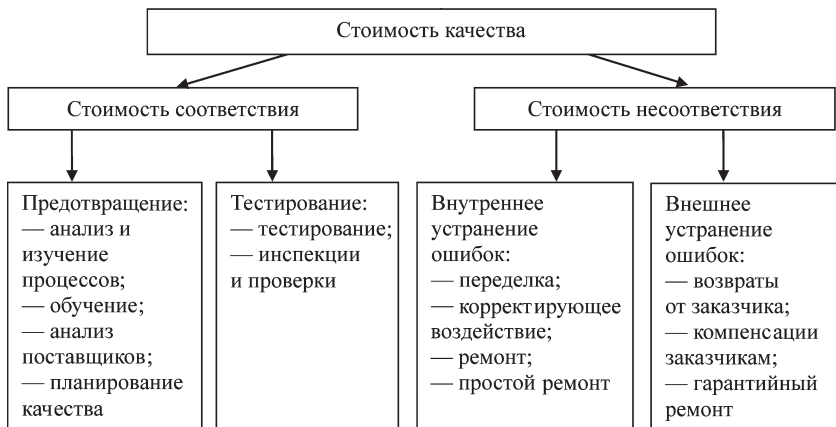 Стоимость качества
Стоимость соответствия
Стоимость несоответствия
Предотвращение:
— анализ и
изучение
процессов;
— обучение;
— анализ
поставщиков;
— планирование
качества
Тестирование:
— тестирование;
— инспекции
и проверки
Внутреннее
устранение
ошибок:
— переделка;
— корректирующее
воздействие;
— ремонт;
— простой ремонт
Внешнее
устранение
ошибок:
— возвраты
от заказчика;
— компенсации
заказчикам;
— гарантийный
ремонт